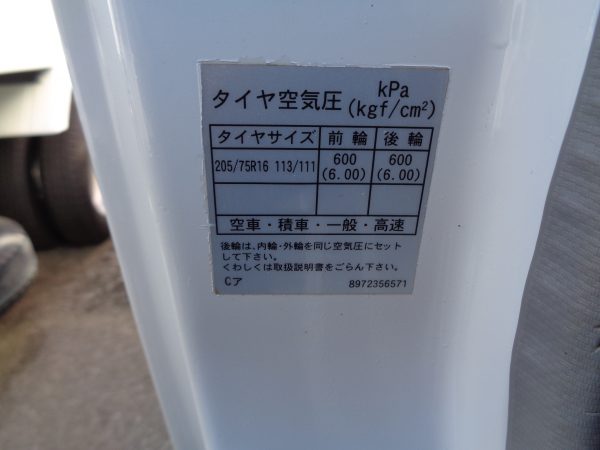 タイヤ空気圧 kPa (kgf/cm²)
タイヤサイズ 前輪 後輪
205/75R16 113/111 600 (6.00) 600 (6.00)
空車・積車・一般・高速
後輪は、内輪・外輪を同じ空気圧にセット
して下さい。
くわしくは取扱説明書をごらん下さい。
Gア 8972356571